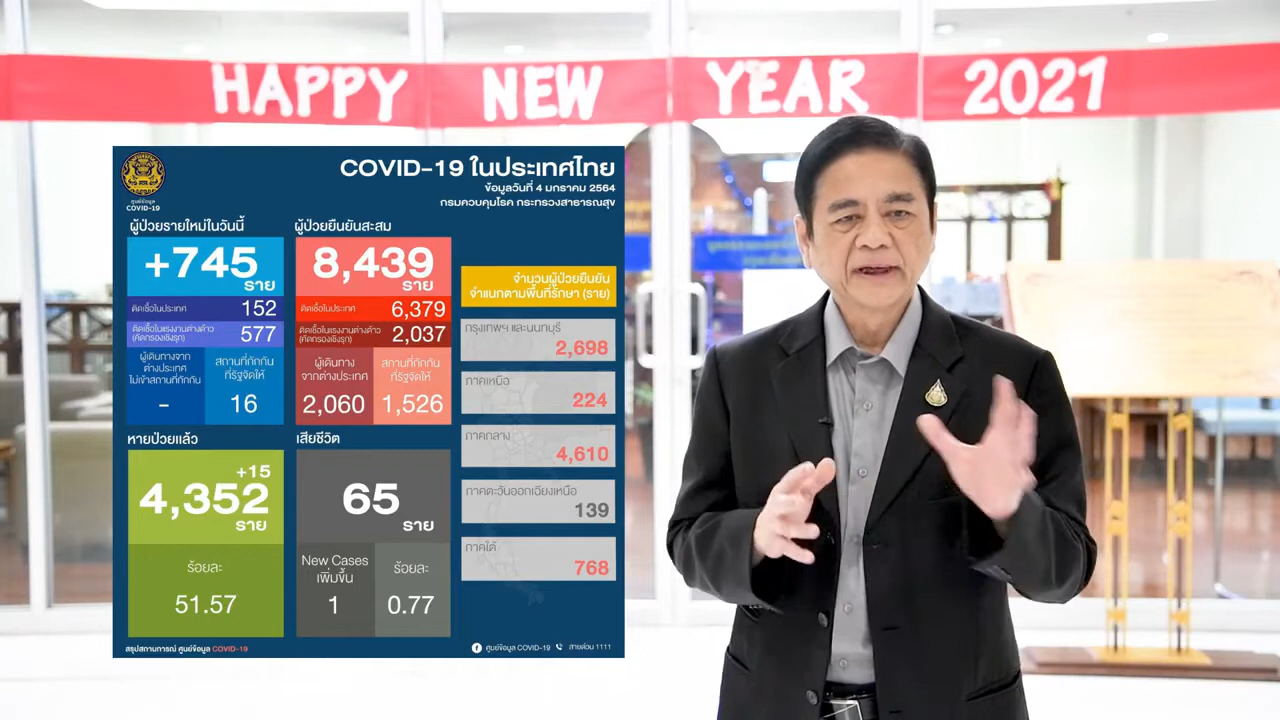 HAPPY NEW YEAR 2021
ศูนย์ข้อมูล
COVID-19
COVID-19 ในประเทศไทย
ข้อมูลวันที่ 4 มกราคม 2564
กรมควบคุมโรค กระทรวงสาธารณสุข
ผู้ป่วยรายใหม่ในวันนี้
+745
ราย
ติดเชื้อในประเทศ 152
ติดเชื้อในแรงงานต่างด้าว
(คัดกรองเชิงรุก)
577
ผู้เดินทางจาก
ต่างประเทศ
ไม่เข้าสถานที่กักกัน
-
สถานที่กักกัน
ที่รัฐจัดให้
16
ผู้ป่วยยืนยันสะสม
8,439
ราย
ติดเชื้อในประเทศ 6,379
ติดเชื้อในแรงงานต่างด้าว
(คัดกรองเชิงรุก)
2,037
ผู้เดินทาง
จากต่างประเทศ
2,060
สถานที่กักกัน
ที่รัฐจัดให้
1,526
หายป่วยแล้ว
+15
4,352
ราย
ร้อยละ
51.57
เสียชีวิต
65
ราย
New Cases
เพิ่มขึ้น
1
ร้อยละ
0.77
จำนวนผู้ป่วยยืนยัน
จำแนกตามพื้นที่รักษา (ราย)
กรุงเทพฯ และนนทบุรี
2,698
ภาคเหนือ
224
ภาคกลาง
4,610
ภาคตะวันออกเฉียงเหนือ
139
ภาคใต้
768
สรุปสถานการณ์ ศูนย์ข้อมูล COVID-19
ศูนย์ข้อมูล COVID-19 สายด่วน 1111